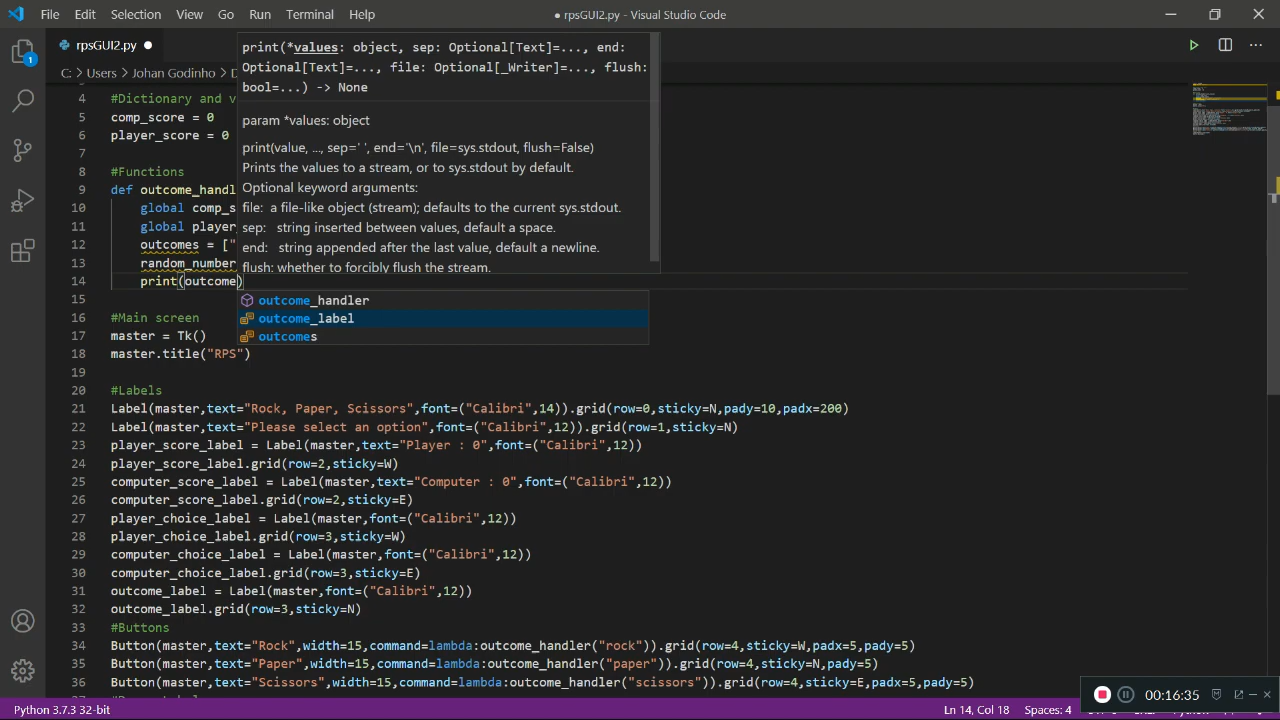 File Edit Selection View Go Run Terminal Help
● rpsGUI2.py - Visual Studio Code
rpsGUI2.py ●
C: > Users > Johan Godinho > D
print(*values: object, sep: Optional[Text]=..., end:
Optional[Text]=..., file: Optional[_Writer]=..., flush:
bool=...) -> None
param *values: object
print(value, ..., sep=' ', end='\n', file=sys.stdout, flush=False)
Prints the values to a stream, or to sys.stdout by default.
Optional keyword arguments:
file: a file-like object (stream); defaults to the current sys.stdout.
sep: string inserted between values, default a space.
end: string appended after the last value, default a newline.
flush: whether to forcibly flush the stream.
4 #Dictionary and v
5 comp_score = 0
6 player_score = 0
7
8 #Functions
9 def outcome_handl
10 global comp_s
11 global player_
12 outcomes = ["
13 random_number
14 print(outcome)
outcome_handler
outcome_label
outcomes
15
16 #Main screen
17 master = Tk()
18 master.title("RPS")
19
20 #Labels
21 Label(master,text="Rock, Paper, Scissors",font=("Calibri",14)).grid(row=0,sticky=N,pady=10,padx=200)
22 Label(master,text="Please select an option",font=("Calibri",12)).grid(row=1,sticky=N)
23 player_score_label = Label(master,text="Player : 0",font=("Calibri",12))
24 player_score_label.grid(row=2,sticky=W)
25 computer_score_label = Label(master,text="Computer : 0",font=("Calibri",12))
26 computer_score_label.grid(row=2,sticky=E)
27 player_choice_label = Label(master,font=("Calibri",12))
28 player_choice_label.grid(row=3,sticky=W)
29 computer_choice_label = Label(master,font=("Calibri",12))
30 computer_choice_label.grid(row=3,sticky=E)
31 outcome_label = Label(master,font=("Calibri",12))
32 outcome_label.grid(row=3,sticky=N)
33 #Buttons
34 Button(master,text="Rock",width=15,command=lambda:outcome_handler("rock")).grid(row=4,sticky=W,padx=5,pady=5)
35 Button(master,text="Paper",width=15,command=lambda:outcome_handler("paper")).grid(row=4,sticky=N,pady=5)
36 Button(master,text="Scissors",width=15,command=lambda:outcome_handler("scissors")).grid(row=4,sticky=E,padx=5,pady=5)
1
00:16:35
Python 3.7.3 32-bit
Ln 14, Col 18 Spaces: 4